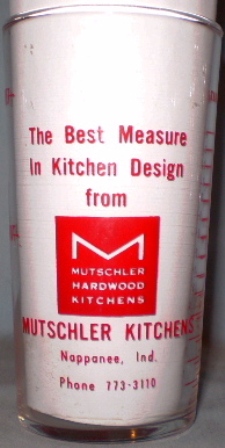 The Best Measure
In Kitchen Design
from
M
MUTSCHLER
HARDWOOD
KITCHENS
MUTSCHLER KITCHENS
Nappanee, Ind.
Phone 773-3110